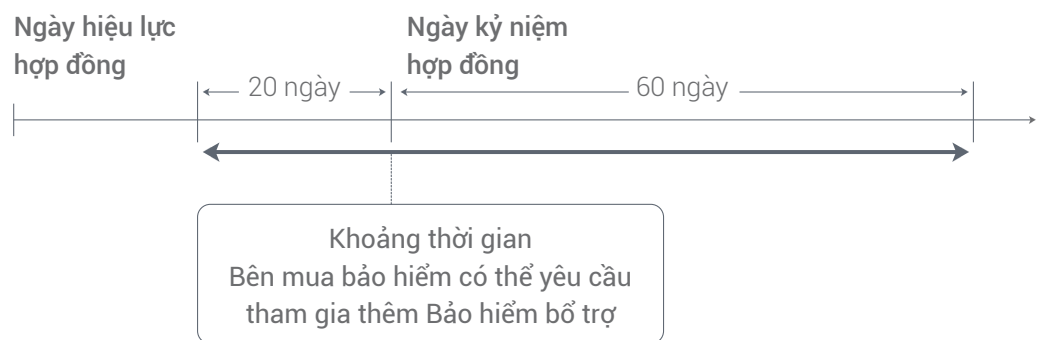 Ngày hiệu lực
hợp đồng
Ngày kỷ niệm
hợp đồng
20 ngày
60 ngày
Khoảng thời gian
Bên mua bảo hiểm có thể yêu cầu
tham gia thêm Bảo hiểm bổ trợ